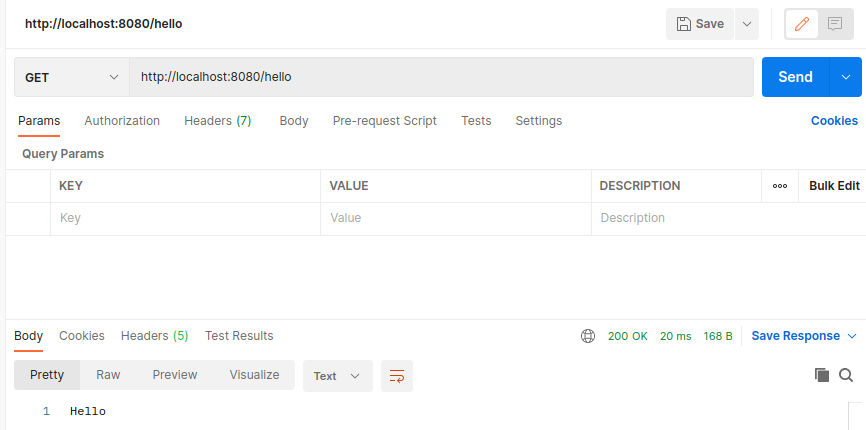 http://localhost:8080/hello Save
GET http://localhost:8080/hello Send
Params Authorization Headers (7) Body Pre-request Script Tests Settings Cookies
Query Params
KEY VALUE DESCRIPTION ooo Bulk Edit
Key Value Description
Body Cookies Headers (5) Test Results 200 OK 20 ms 168 B Save Response
Pretty Raw Preview Visualize Text
1 Hello